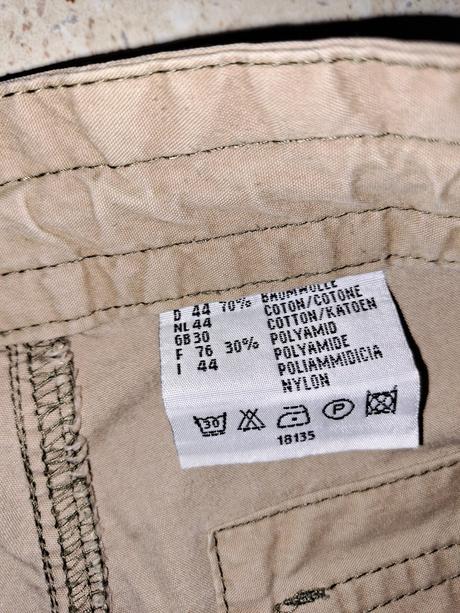 BAUMWOLLE
D 44 70% COTON/COTONE
NL 44 COTTON/KATOEN
GB 30 POLYAMID
F 76 30% POLYAMIDE
I 44 POLIAMMIDICIA
NYLON
30 P
18135